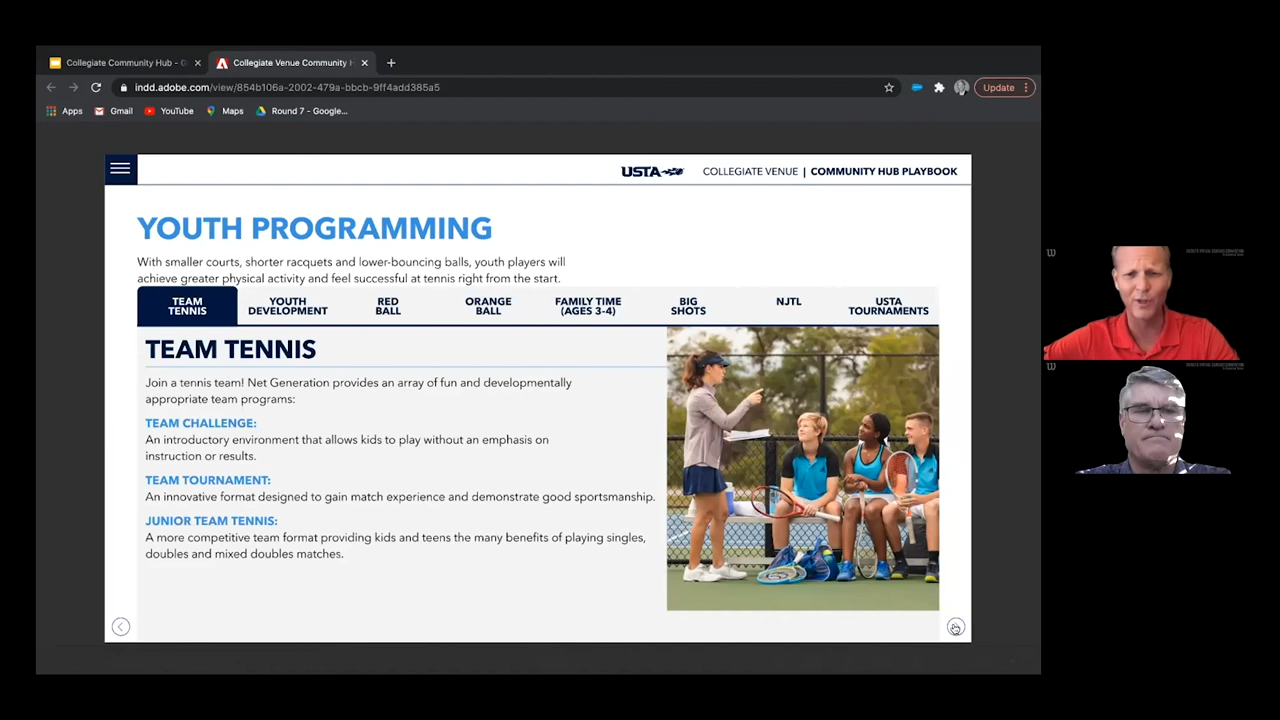 Collegiate Community Hub - G
Collegiate Venue Community H
indd.adobe.com/view/854b106a-2002-479a-bbcb-9ff4add385a5
Update
Apps
Gmail
YouTube
Maps
Round 7 - Google...
USTA
COLLEGIATE VENUE | COMMUNITY HUB PLAYBOOK
YOUTH PROGRAMMING
With smaller courts, shorter racquets and lower-bouncing balls, youth players will
achieve greater physical activity and feel successful at tennis right from the start.
TEAM
TENNIS
YOUTH
DEVELOPMENT
RED
BALL
ORANGE
BALL
FAMILY TIME
(AGES 3-4)
BIG
SHOTS
NJTL
USTA
TOURNAMENTS
TEAM TENNIS
Join a tennis team! Net Generation provides an array of fun and developmentally
appropriate team programs:
TEAM CHALLENGE:
An introductory environment that allows kids to play without an emphasis on
instruction or results.
TEAM TOURNAMENT:
An innovative format designed to gain match experience and demonstrate good sportsmanship.
JUNIOR TEAM TENNIS:
A more competitive team format providing kids and teens the many benefits of playing singles,
doubles and mixed doubles matches.